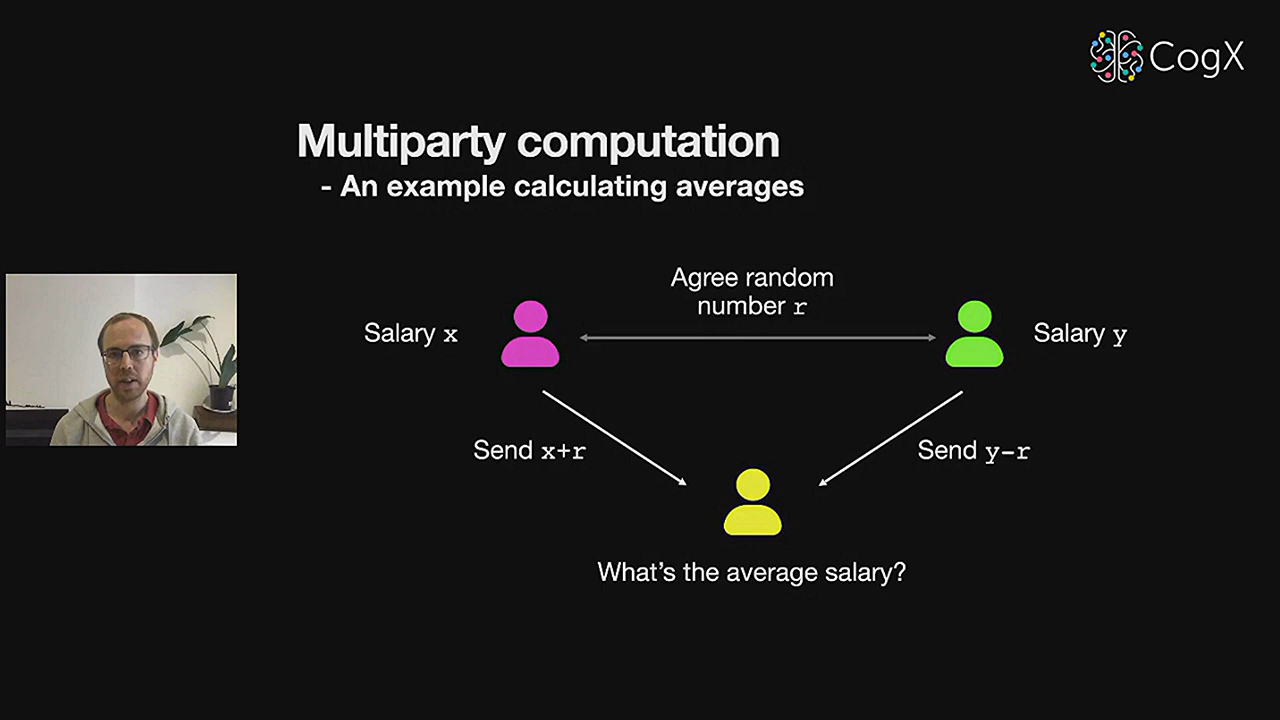 CogX
Multiparty computation
- An example calculating averages
Agree random
number r
Salary x
Salary y
Send x+r
Send y-r
What's the average salary?